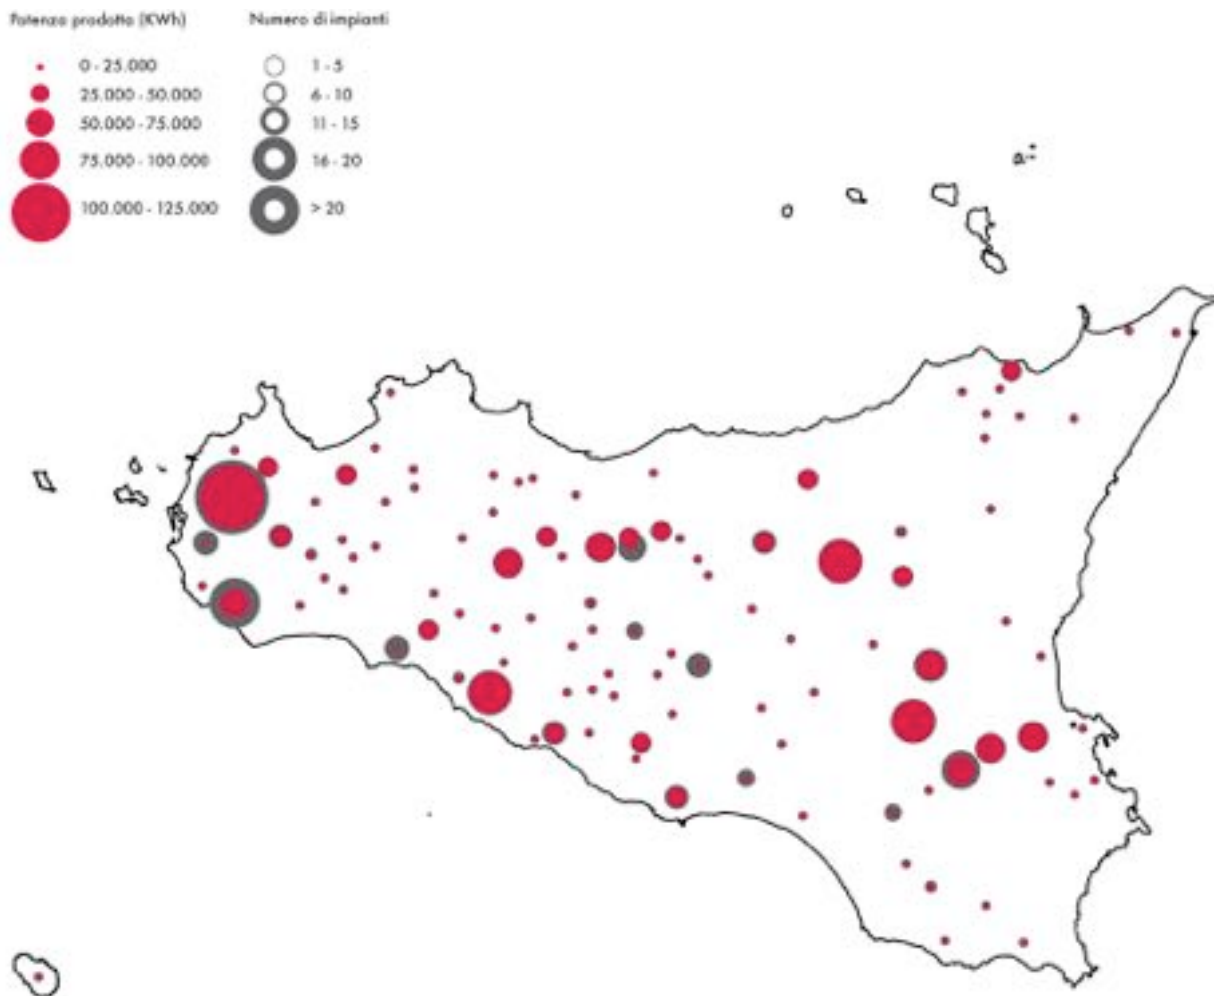 Potenza prodotta (KWh)
0 - 25.000
25.000 - 50.000
50.000 - 75.000
75.000 - 100.000
100.000 - 125.000
Numero di impianti
1 - 5
6 - 10
11 - 15
16 - 20
> 20